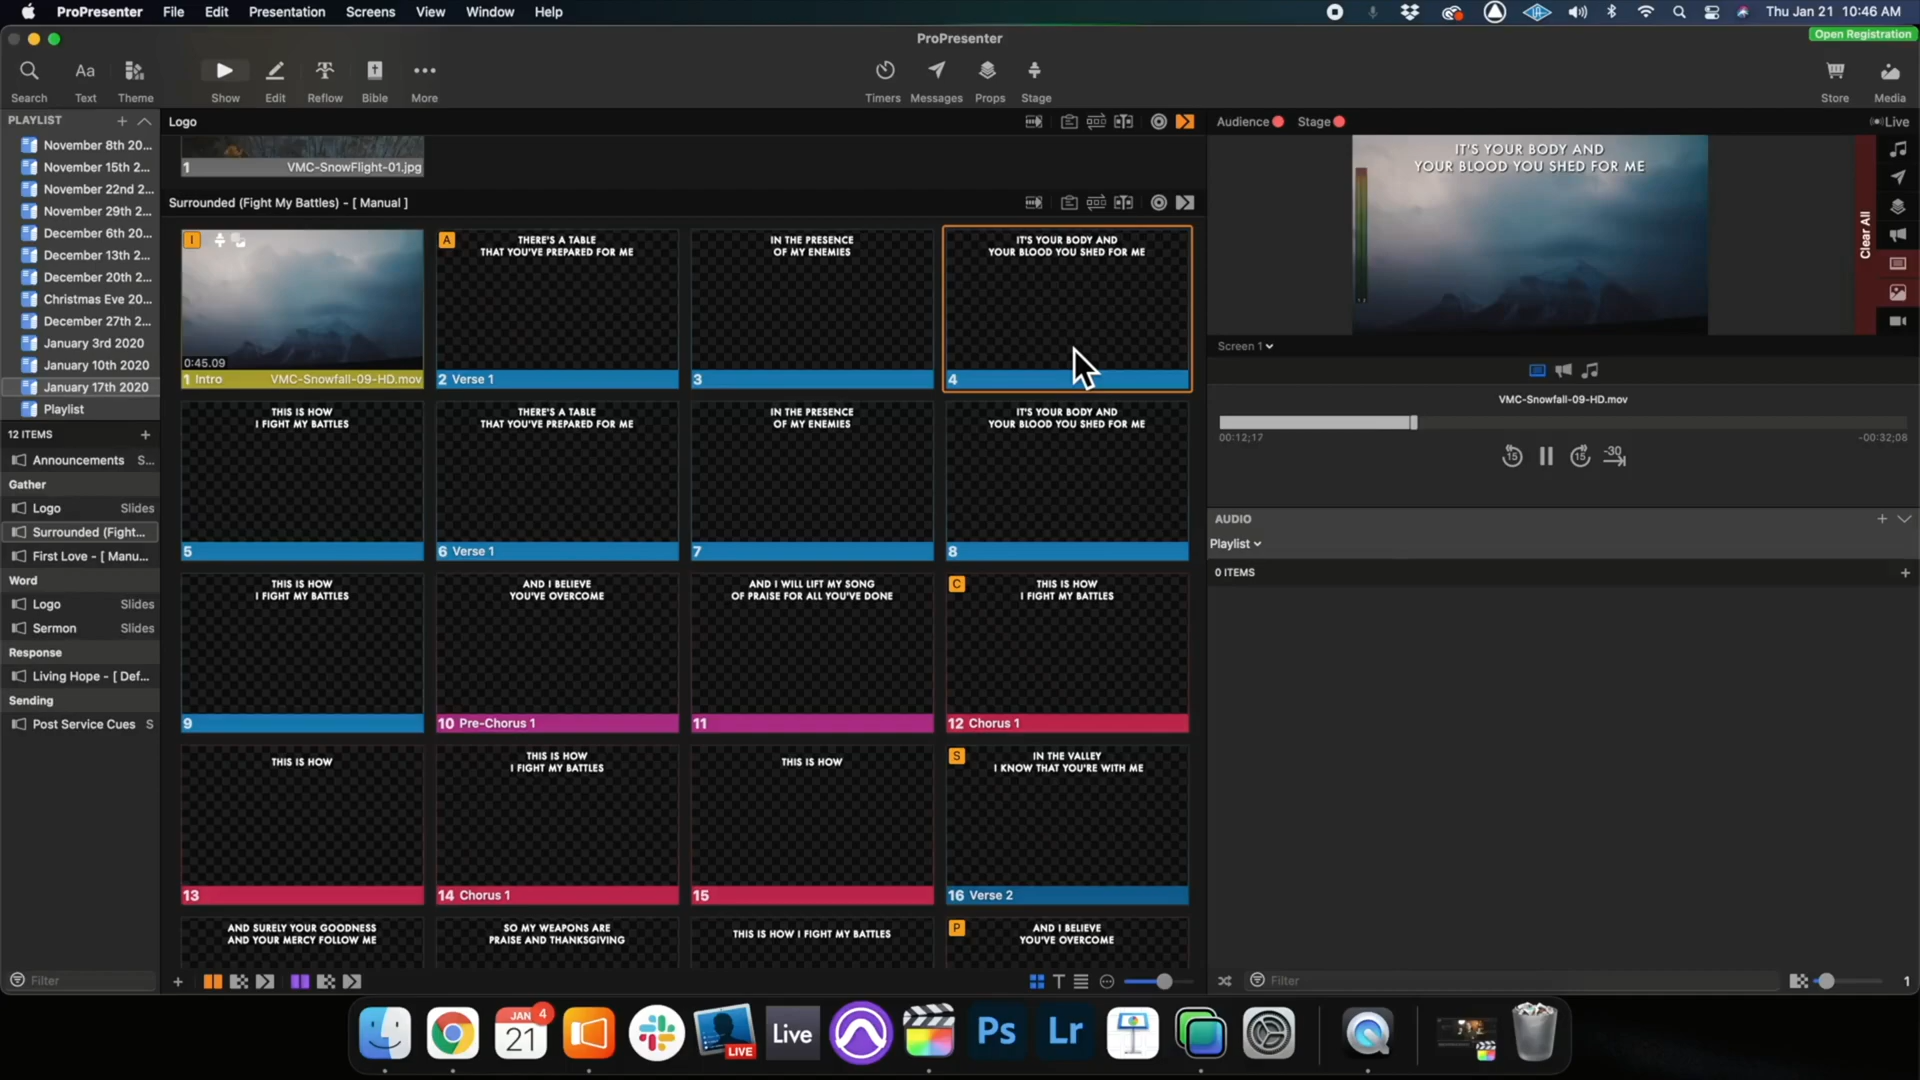 ProPresenter File Edit Presentation Screens View Window Help
Thu Jan 21 10:46 AM
ProPresenter
Open Registration
Search
Aa
Text
Theme
Show
Edit
Reflow
Bible
More
Timers
Messages
Props
Stage
Store
Media
PLAYLIST
November 8th 20...
November 15th 2...
November 22nd 2...
November 29th 2...
December 6th 20...
December 13th 2...
December 20th 2...
Christmas Eve 20...
December 27th 2...
January 3rd 2020
January 10th 2020
January 17th 2020
Playlist
12 ITEMS
Announcements S...
Gather
Logo Slides
Surrounded (Fight...
First Love - [ Manu...
Word
Logo Slides
Sermon Slides
Response
Living Hope - [ Def...
Sending
Post Service Cues S
Filter
Logo
1 VMC-SnowFlight-01.jpg
Surrounded (Fight My Battles) - [ Manual ]
I
0:45.09
1 Intro VMC-Snowfall-09-HD.mov
A
THERE'S A TABLE
THAT YOU'VE PREPARED FOR ME
2 Verse 1
IN THE PRESENCE
OF MY ENEMIES
3
IT'S YOUR BODY AND
YOUR BLOOD YOU SHED FOR ME
4
THIS IS HOW
I FIGHT MY BATTLES
5
THERE'S A TABLE
THAT YOU'VE PREPARED FOR ME
6 Verse 1
IN THE PRESENCE
OF MY ENEMIES
7
IT'S YOUR BODY AND
YOUR BLOOD YOU SHED FOR ME
8
THIS IS HOW
I FIGHT MY BATTLES
9
AND I BELIEVE
YOU'VE OVERCOME
10 Pre-Chorus 1
AND I WILL LIFT MY SONG
OF PRAISE FOR ALL YOU'VE DONE
11
C
THIS IS HOW
I FIGHT MY BATTLES
12 Chorus 1
THIS IS HOW
13
THIS IS HOW
I FIGHT MY BATTLES
14 Chorus 1
THIS IS HOW
15
S
IN THE VALLEY
I KNOW THAT YOU'RE WITH ME
16 Verse 2
AND SURELY YOUR GOODNESS
AND YOUR MERCY FOLLOW ME
SO MY WEAPONS ARE
PRAISE AND THANKSGIVING
THIS IS HOW I FIGHT MY BATTLES
P
AND I BELIEVE
YOU'VE OVERCOME
T
Audience Stage
Live
IT'S YOUR BODY AND
YOUR BLOOD YOU SHED FOR ME
Clear All
Screen 1
VMC-Snowfall-09-HD.mov
00:12;17
-00:32;08
15
15
-30
AUDIO
Playlist
0 ITEMS
Filter
1
JAN
21
4
LIVE
Live
Ps
Lr